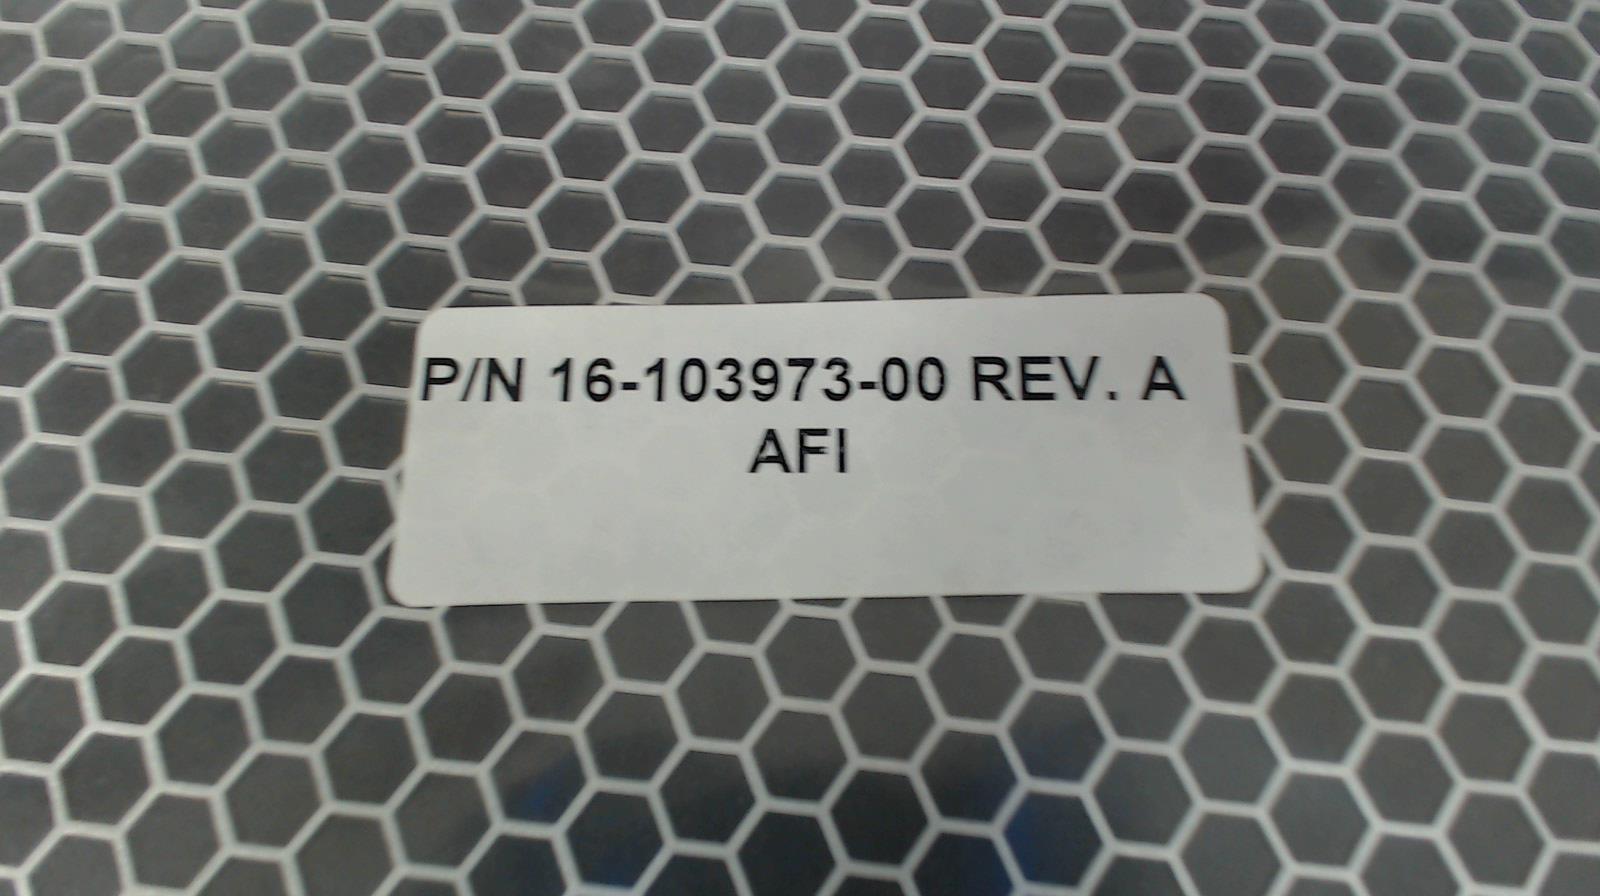 P/N 16-103973-00 REV. A
AFI